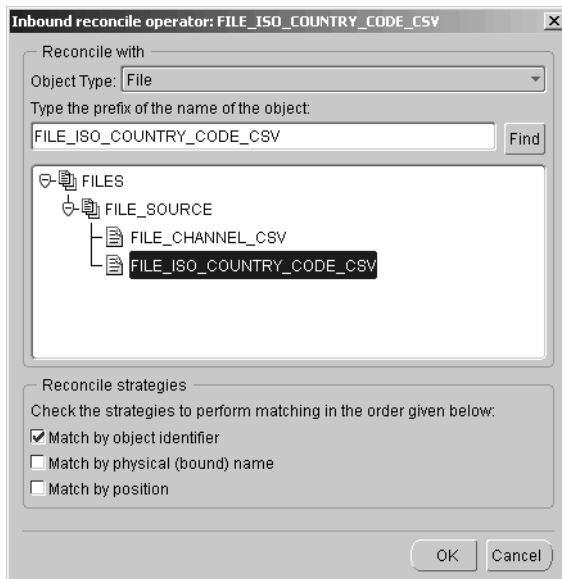 Inbound reconcile operator: FILE_ISO_COUNTRY_CODE_CSV
Reconcile with
Object Type: File
Type the prefix of the name of the object:
FILE_ISO_COUNTRY_CODE_CSV Find
FILES
FILE_SOURCE
FILE_CHANNEL_CSV
FILE_ISO_COUNTRY_CODE_CSV
Reconcile strategies
Check the strategies to perform matching in the order given below:
Match by object identifier
Match by physical (bound) name
Match by position
OK Cancel